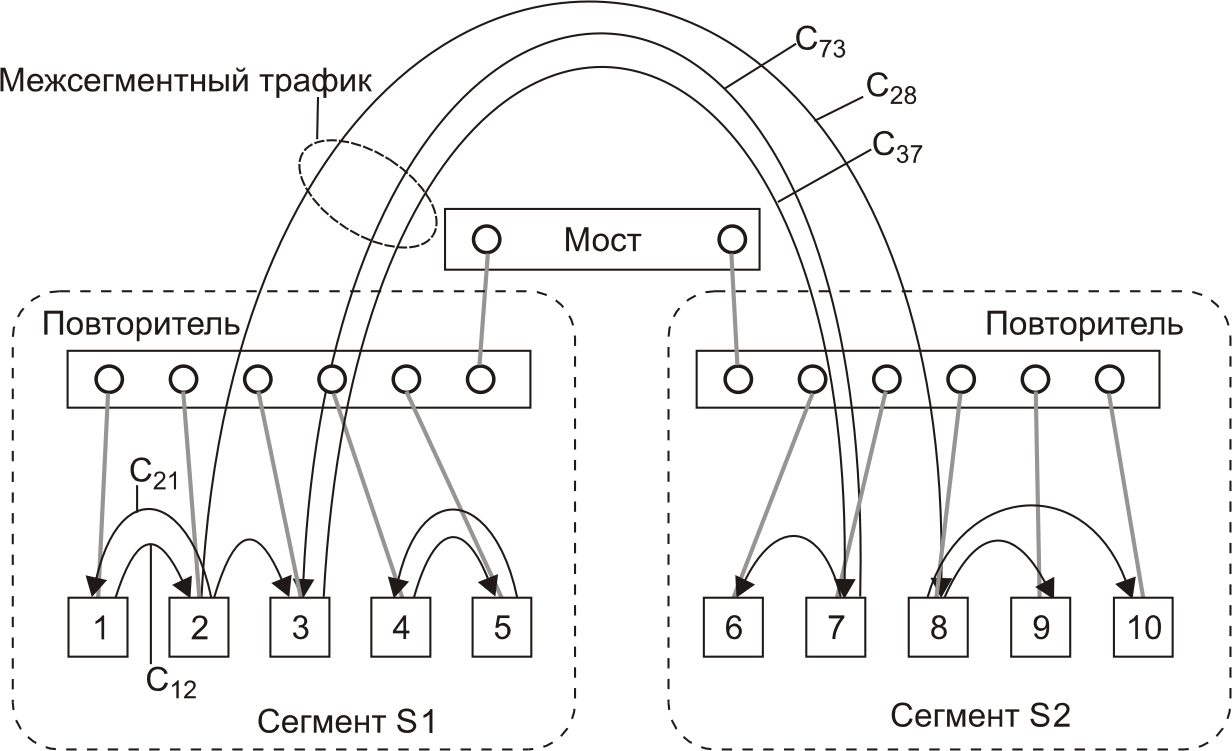 C73
Межсегментный трафик
C28
C37
Мост
Повторитель
Повторитель
C21
1
2
3
4
5
6
7
8
9
10
C12
Сегмент S1
Сегмент S2